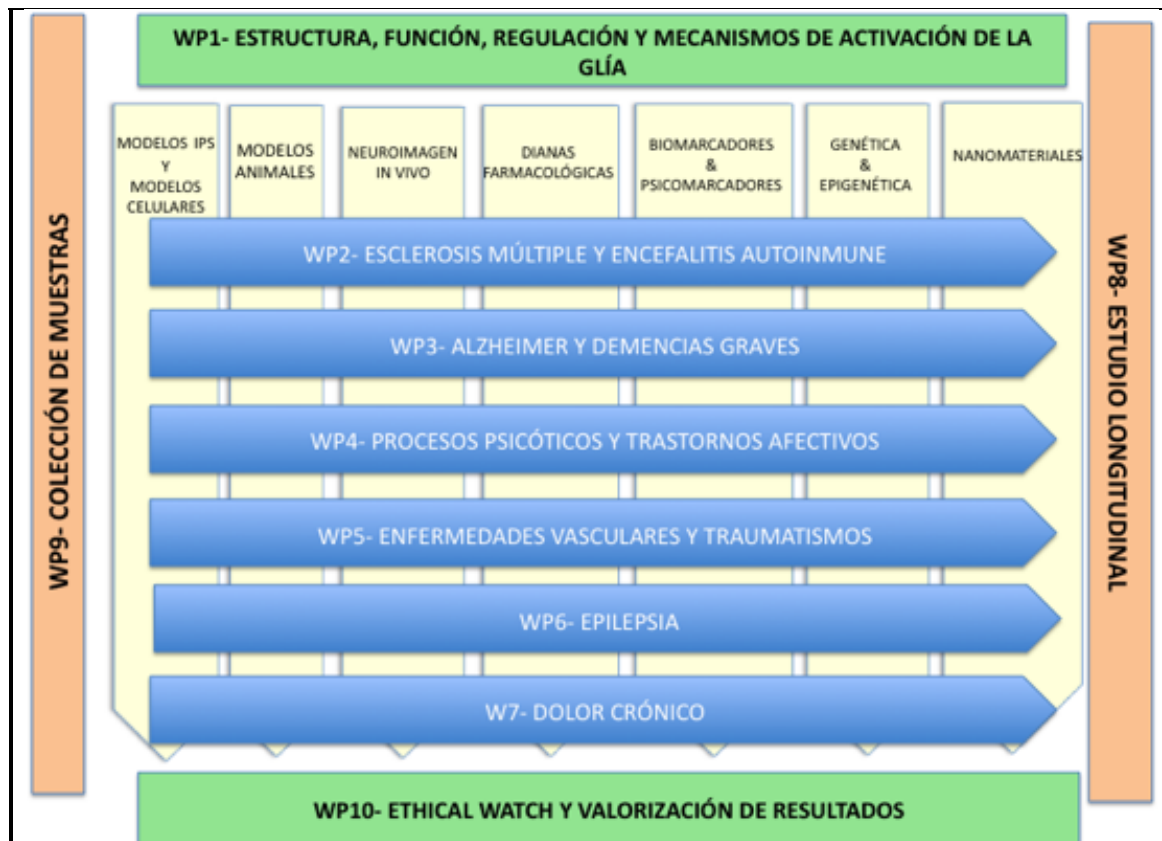 WP1- ESTRUCTURA, FUNCIÓN, REGULACIÓN Y MECANISMOS DE ACTIVACIÓN DE LA
GLÍA
WP9- COLECCIÓN DE MUESTRAS
MODELOS IPS
Y
MODELOS
CELULARES
MODELOS
ANIMALES
NEUROIMAGEN
IN VIVO
DIANAS
FARMACOLÓGICAS
BIOMARCADORES
&
PSICOMARCADORES
GENÉTICA
&
EPIGENÉTICA
NANOMATERIALES
WP2- ESCLEROSIS MÚLTIPLE Y ENCEFALITIS AUTOINMUNE
WP3- ALZHEIMER Y DEMENCIAS GRAVES
WP4- PROCESOS PSICÓTICOS Y TRASTORNOS AFECTIVOS
WP5- ENFERMEDADES VASCULARES Y TRAUMATISMOS
WP6- EPILEPSIA
W7- DOLOR CRÓNICO
WP8- ESTUDIO LONGITUDINAL
WP10- ETHICAL WATCH Y VALORIZACIÓN DE RESULTADOS